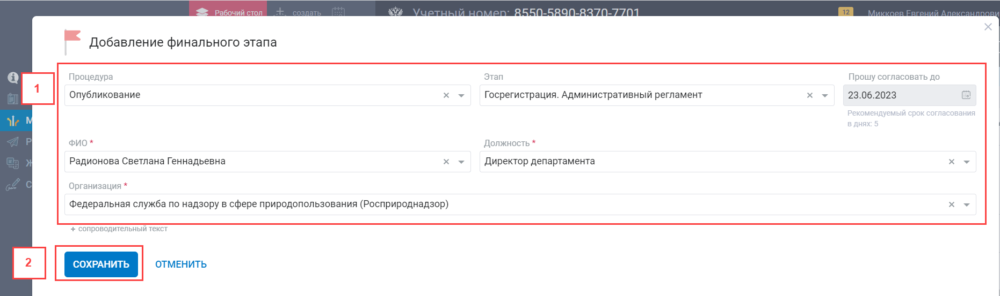 Рабочий стол
создать
Учетный номер: 8550-5890-8370-7701
12
Миккоев Евгений Александрови
Добавление финального этапа
1
Процедура
Этап
Прошу согласовать до
Опубликование
Госрегистрация. Административный регламент
23.06.2023
Рекомендуемый срок согласования
в днях: 5
М
Р
Ж
С
ФИО *
Должность *
Радионова Светлана Геннадьевна
Директор департамента
Организация *
Федеральная служба по надзору в сфере природопользования (Росприроднадзор)
+ сопроводительный текст
2
СОХРАНИТЬ
ОТМЕНИТЬ